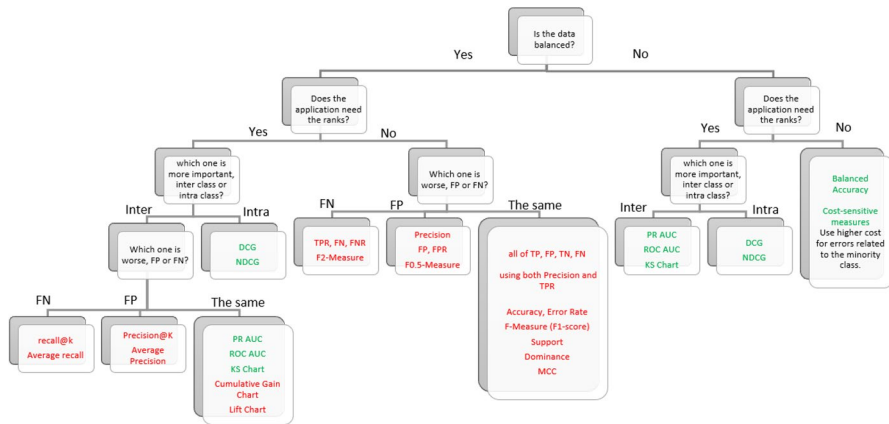 Is the data
balanced?
Yes
No
Does the
application need
the ranks?
Does the
application need
the ranks?
Yes
No
Yes
No
which one is
more important,
inter class or
intra class?
Which one is
worse, FP or FN?
which one is
more important,
inter class or
intra class?
Balanced
Accuracy
Cost-sensitive
measures
Use higher cost
for errors related
to the minority
class.
Inter
Intra
FN
FP
The same
Inter
Intra
Which one is
worse, FP or FN?
DCG
NDCG
TPR, FN, FNR
F2-Measure
Precision
FP, FPR
F0.5-Measure
all of TP, FP, TN, FN
using both Precision and
TPR
Accuracy, Error Rate
F-Measure (F1-score)
Support
Dominance
MCC
PR AUC
ROC AUC
KS Chart
DCG
NDCG
FN
FP
The same
recall@k
Average recall
Precision@K
Average
Precision
PR AUC
ROC AUC
KS Chart
Cumulative Gain
Chart
Lift Chart